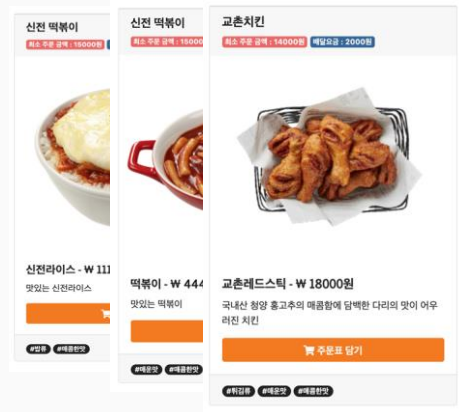 신전 떡볶이
최소 주문 금액 : 15000원
신전라이스 - ₩ 111
맛있는 신전라이스
#밥류 #매콤한맛
신전 떡볶이
최소 주문 금액 : 15000
떡볶이 - ₩ 444
맛있는 떡볶이
#매운맛 #매콤한맛
교촌치킨
최소 주문 금액 : 14000원 배달요금 : 2000원
교촌레드스틱 - ₩ 18000원
국내산 청양 홍고추의 매콤함에 담백한 다리의 맛이 어우
러진 치킨
주문표 담기
#튀김류 #매운맛 #매콤한맛